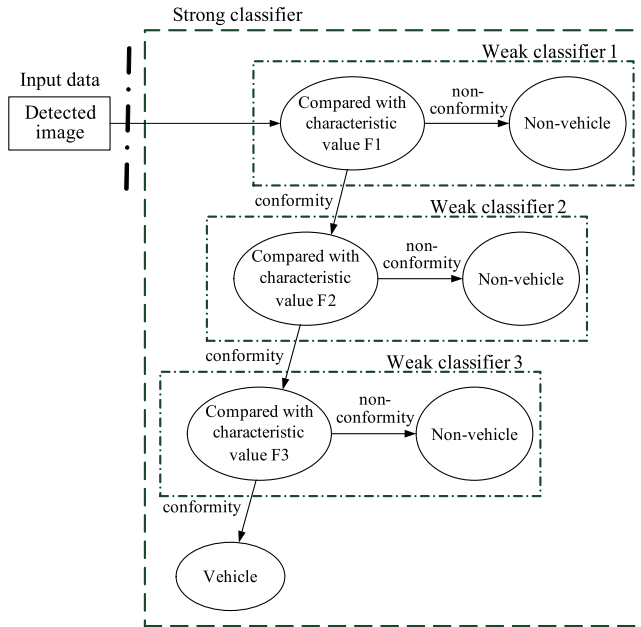 Strong classifier
Weak classifier 1
Input data
Detected
image
Compared with
characteristic
value F1
non-
conformity
Non-vehicle
conformity
Weak classifier 2
Compared with
characteristic
value F2
non-
conformity
Non-vehicle
conformity
Weak classifier 3
Compared with
characteristic
value F3
non-
conformity
Non-vehicle
conformity
Vehicle